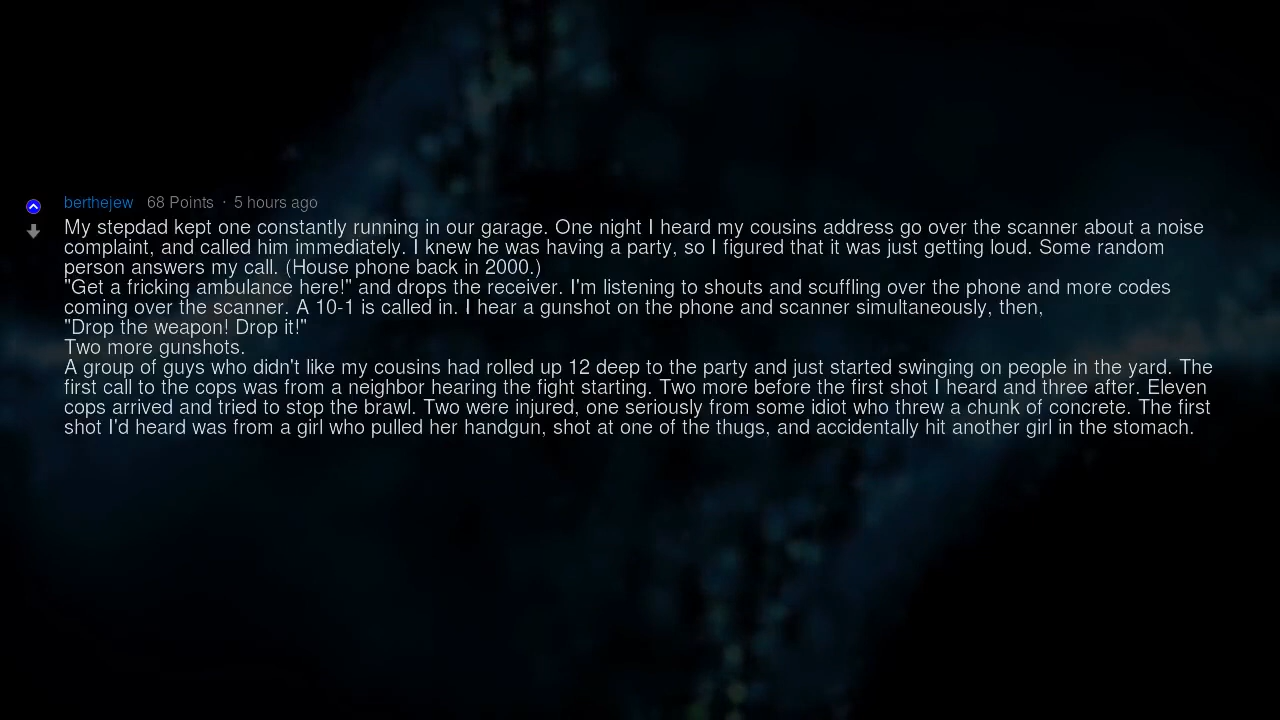 berthejew 68 Points · 5 hours ago
My stepdad kept one constantly running in our garage. One night I heard my cousins address go over the scanner about a noise
complaint, and called him immediately. I knew he was having a party, so I figured that it was just getting loud. Some random
person answers my call. (House phone back in 2000.)
"Get a fricking ambulance here!" and drops the receiver. I'm listening to shouts and scuffling over the phone and more codes
coming over the scanner. A 10-1 is called in. I hear a gunshot on the phone and scanner simultaneously, then,
"Drop the weapon! Drop it!"
Two more gunshots.
A group of guys who didn't like my cousins had rolled up 12 deep to the party and just started swinging on people in the yard. The
first call to the cops was from a neighbor hearing the fight starting. Two more before the first shot I heard and three after. Eleven
cops arrived and tried to stop the brawl. Two were injured, one seriously from some idiot who threw a chunk of concrete. The first
shot I'd heard was from a girl who pulled her handgun, shot at one of the thugs, and accidentally hit another girl in the stomach.